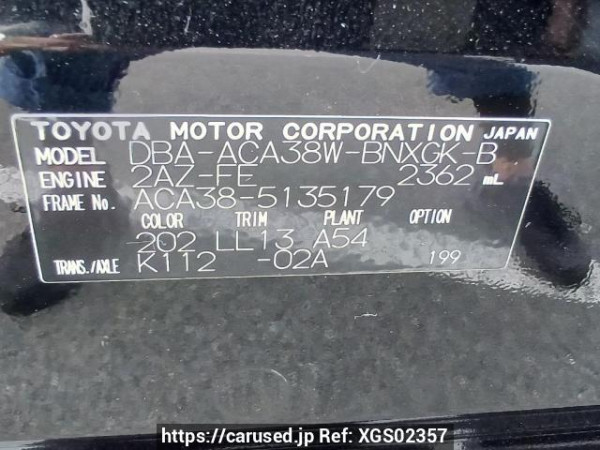 TOYOTA MOTOR CORPORATION JAPAN
MODEL DBA-ACA38W-BNXGK-B
ENGINE 2AZ-FE 2362 mL
FRAME No. ACA38-5135179
COLOR TRIM PLANT OPTION
202 LL13 A54
TRANS./AXLE K112 -02A 199
https://carused.jp Ref: XGS02357